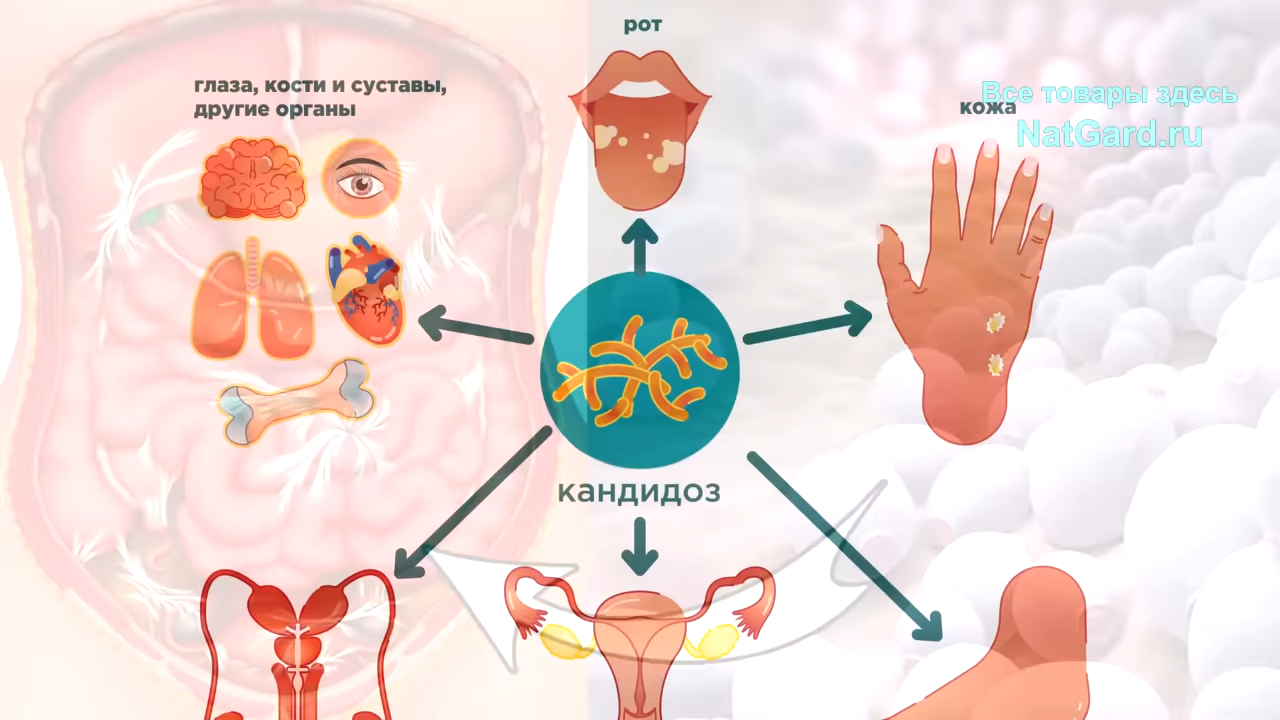 рот
глаза, кости и суставы,
другие органы
Все товары здесь
кожа
NatGard.ru
кандидоз